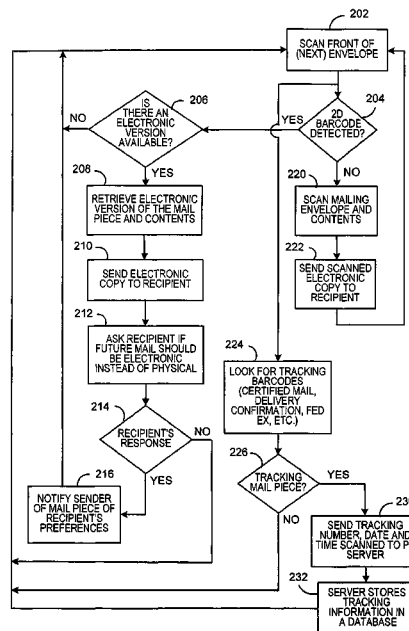 202
SCAN FRONT OF
(NEXT) ENVELOPE
IS
THERE AN
ELECTRONIC
VERSION
AVAILABLE?
206
NO
YES
2D
BARCODE
DETECTED?
204
YES
NO
208
RETRIEVE ELECTRONIC
VERSION OF THE MAIL
PIECE AND CONTENTS
220
SCAN MAILING
ENVELOPE AND
CONTENTS
210
SEND ELECTRONIC
COPY TO RECIPIENT
222
SEND SCANNED
ELECTRONIC
COPY TO
RECIPIENT
212
ASK RECIPIENT IF
FUTURE MAIL SHOULD
BE ELECTRONIC
INSTEAD OF PHYSICAL
224
LOOK FOR TRACKING
BARCODES
(CERTIFIED MAIL,
DELIVERY
CONFIRMATION, FED
EX, ETC.)
214
RECIPIENT'S
RESPONSE
NO
YES
226
TRACKING
MAIL PIECE?
YES
NO
216
NOTIFY SENDER
OF MAIL PIECE OF
RECIPIENT'S
PREFERENCES
SEND TRACKING
NUMBER, DATE AND
TIME SCANNED TO
SERVER
232
SERVER STORES
TRACKING
INFORMATION IN
A DATABASE